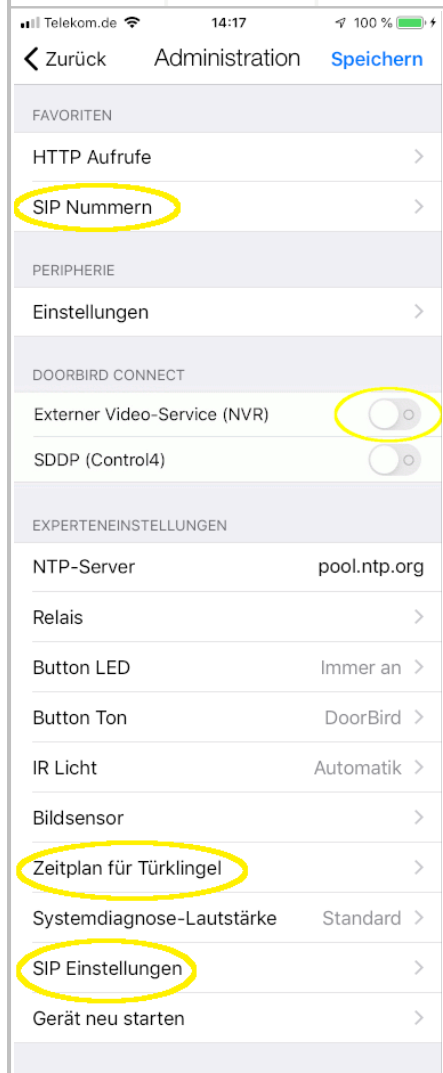 Telekom.de 14:17 100 %
Zurück Administration Speichern
FAVORITEN
HTTP Aufrufe
SIP Nummern
PERIPHERIE
Einstellungen
DOORBIRD CONNECT
Externer Video-Service (NVR)
SDDP (Control4)
EXPERTENEINSTELLUNGEN
NTP-Server pool.ntp.org
Relais
Button LED Immer an
Button Ton DoorBird
IR Licht Automatik
Bildsensor
Zeitplan für Türklingel
Systemdiagnose-Lautstärke Standard
SIP Einstellungen
Gerät neu starten